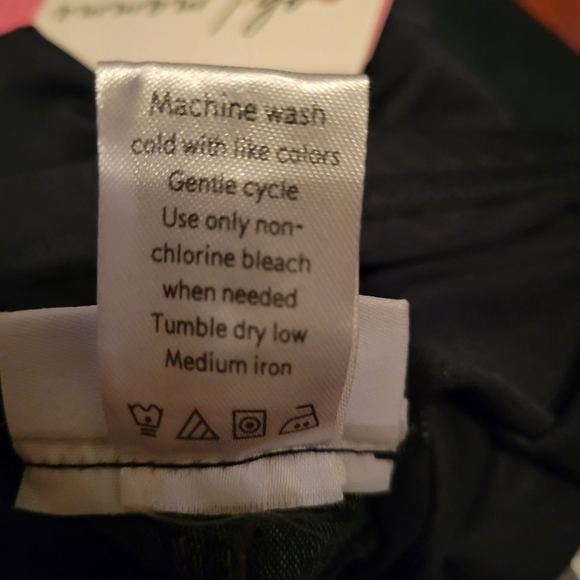 Machine wash
cold with like colors
Gentle cycle
Use only non-
chlorine bleach
when needed
Tumble dry low
Medium iron